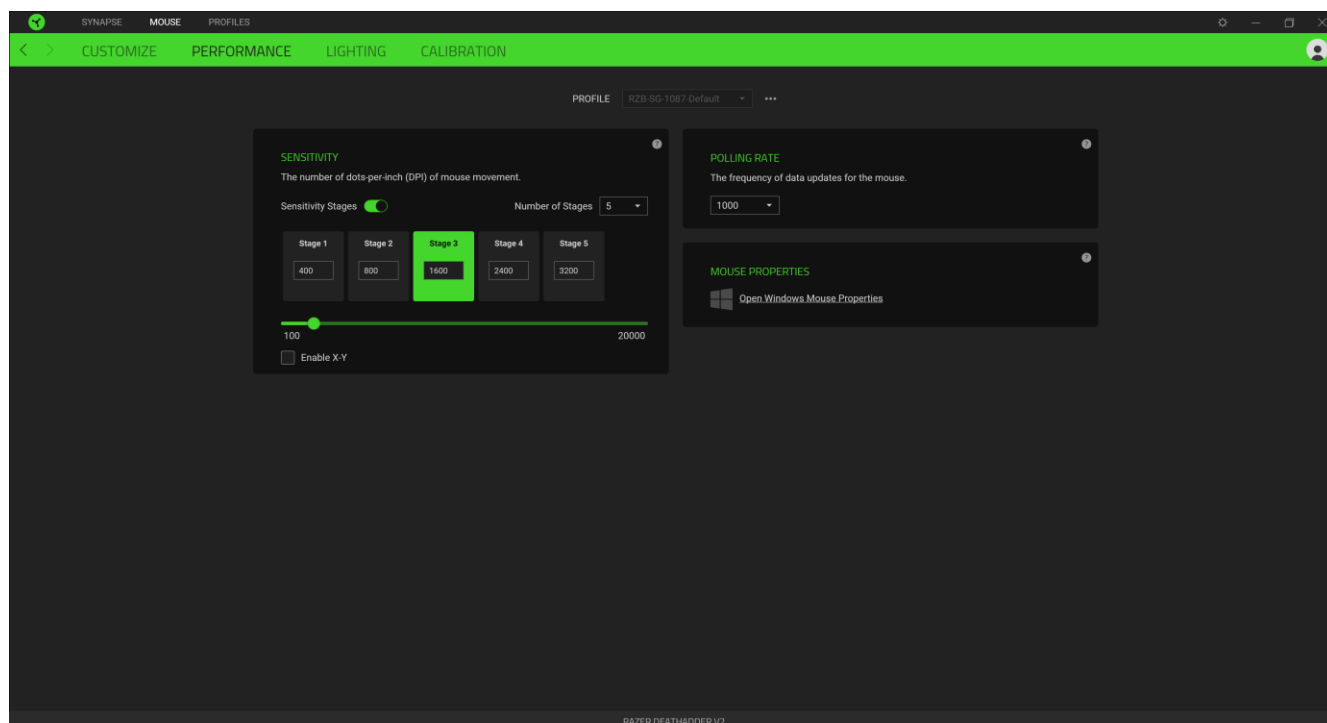 SYNAPSE MOUSE PROFILES
CUSTOMIZE PERFORMANCE LIGHTING CALIBRATION
PROFILE RZB-SG-1087-Default
SENSITIVITY
The number of dots-per-inch (DPI) of mouse movement.
Sensitivity Stages Number of Stages 5
Stage 1 Stage 2 Stage 3 Stage 4 Stage 5
400 800 1600 2400 3200
100 20000
Enable X-Y
POLLING RATE
The frequency of data updates for the mouse.
1000
MOUSE PROPERTIES
Open Windows Mouse Properties
RAZER DEATHADDER V2